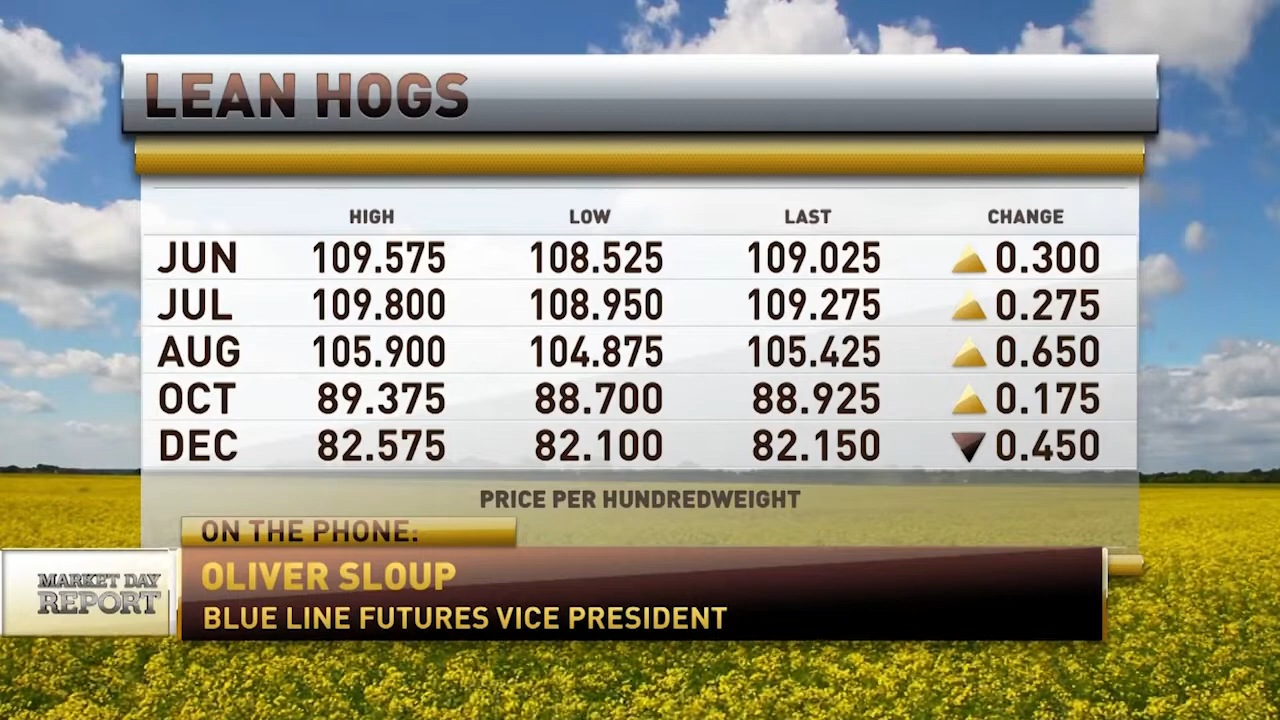 LEAN HOGS
HIGH LOW LAST CHANGE
JUN 109.575 108.525 109.025 0.300
JUL 109.800 108.950 109.275 0.275
AUG 105.900 104.875 105.425 0.650
OCT 89.375 88.700 88.925 0.175
DEC 82.575 82.100 82.150 0.450
PRICE PER HUNDREDWEIGHT
ON THE PHONE:
OLIVER SLOUP
BLUE LINE FUTURES VICE PRESIDENT
MARKET DAY
REPORT